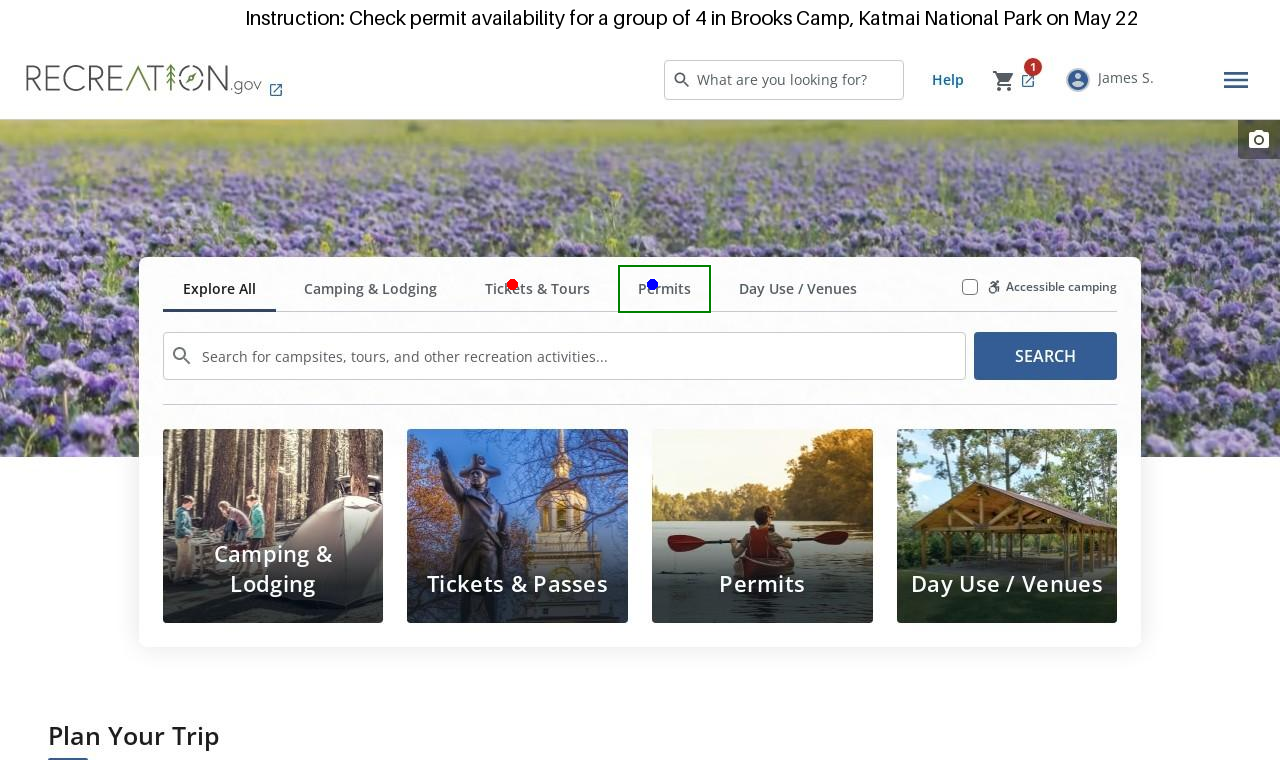 Instruction: Check permit availability for a group of 4 in Brooks Camp, Katmai National Park on May 22
RECREATION.gov
What are you looking for?
Help
1
James S.
Explore All
Camping & Lodging
Tickets & Tours
Permits
Day Use / Venues
Accessible camping
Search for campsites, tours, and other recreation activities...
SEARCH
Camping &
Lodging
Tickets & Passes
Permits
Day Use / Venues
Plan Your Trip